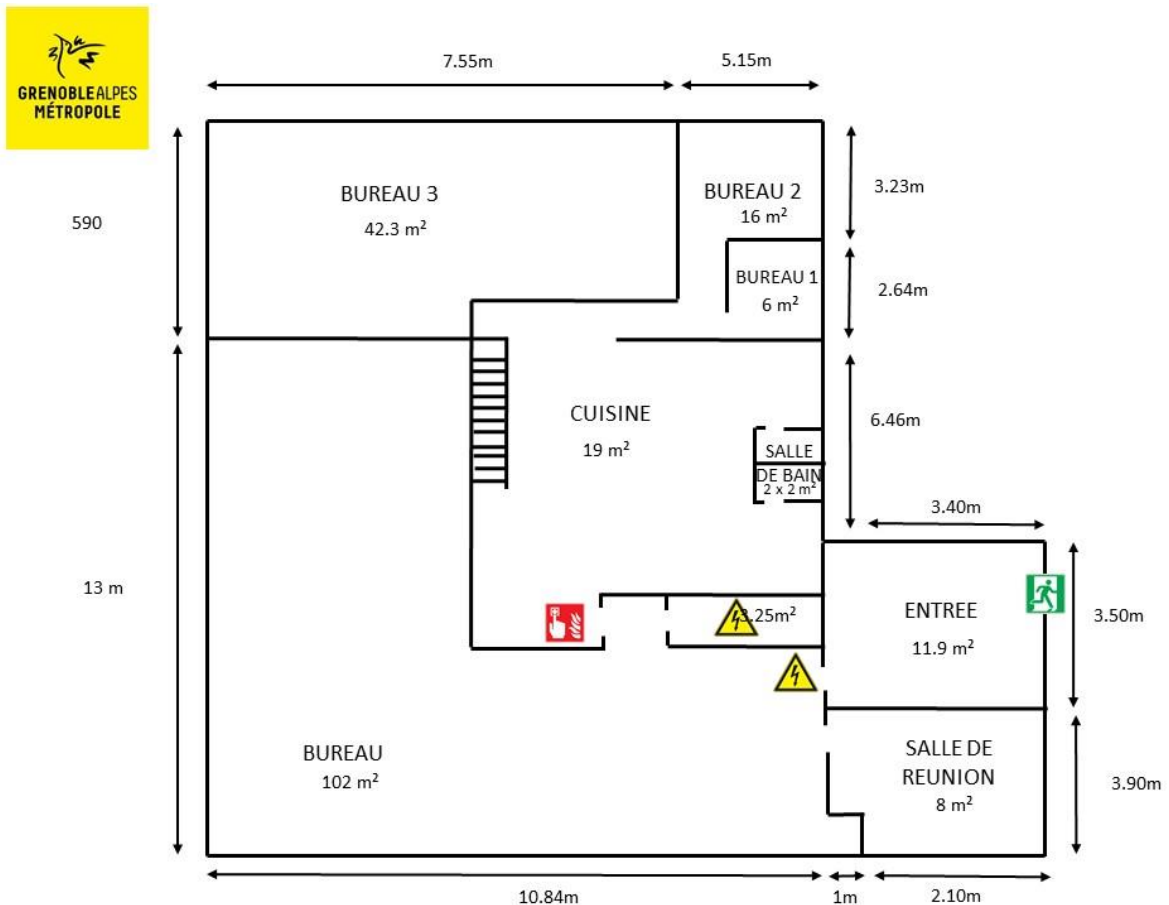 GRENOBLEALPES
MÉTROPOLE
7.55m
5.15m
590
BUREAU 3
42.3 m²
BUREAU 2
16 m²
3.23m
BUREAU 1
6 m²
2.64m
CUISINE
19 m²
6.46m
SALLE
DE BAIN
2 x 2 m²
3.40m
13 m
3.25m²
ENTREE
11.9 m²
3.50m
BUREAU
102 m²
SALLE DE
REUNION
8 m²
3.90m
10.84m
1m
2.10m